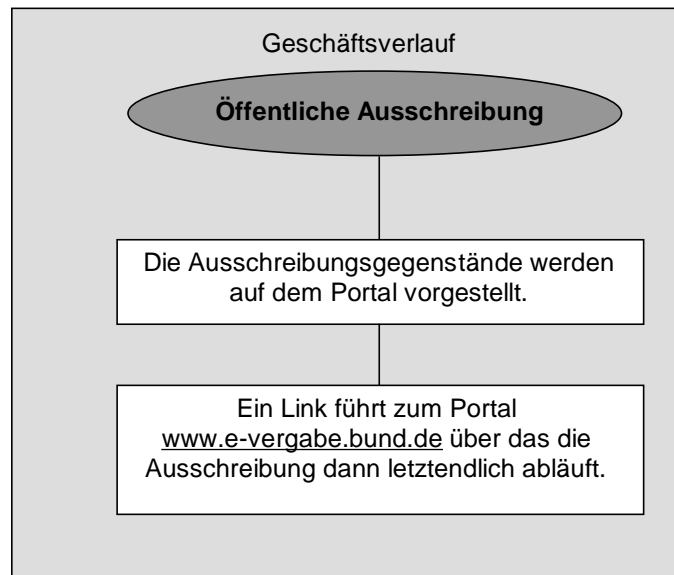 Geschäftsverlauf
Öffentliche Ausschreibung
Die Ausschreibungsgegenstände werden
auf dem Portal vorgestellt.
Ein Link führt zum Portal
www.e-vergabe.bund.de über das die
Ausschreibung dann letztendlich abläuft.